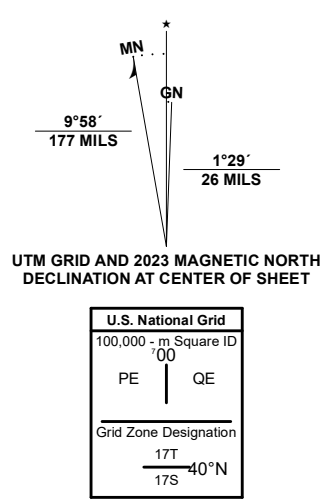 ★
MN
GN
9°58´
177 MILS
1°29´
26 MILS
UTM GRID AND 2023 MAGNETIC NORTH
DECLINATION AT CENTER OF SHEET
U.S. National Grid
100,000 - m Square ID
⁷00
PE QE
Grid Zone Designation
17T
40°N
17S